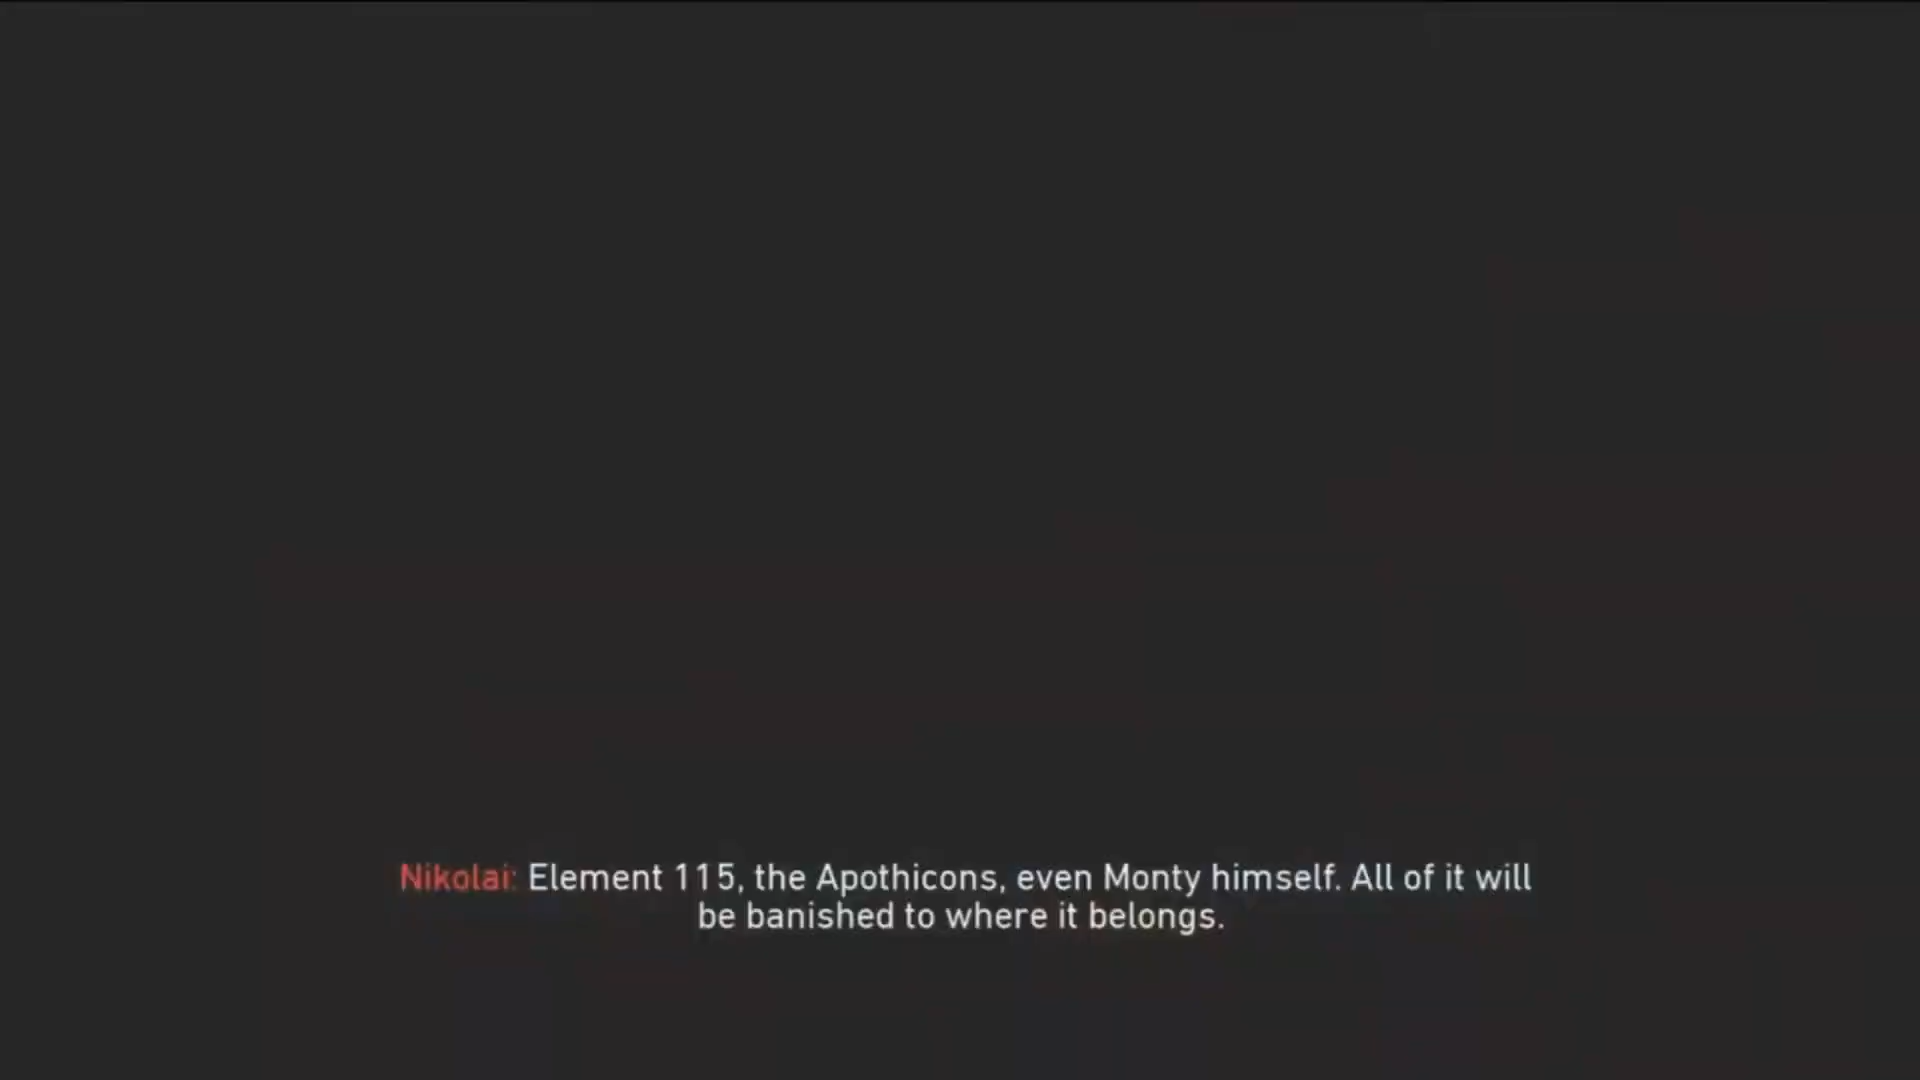 Nikolai: Element 115, the Apothicons, even Monty himself. All of it will
be banished to where it belongs.